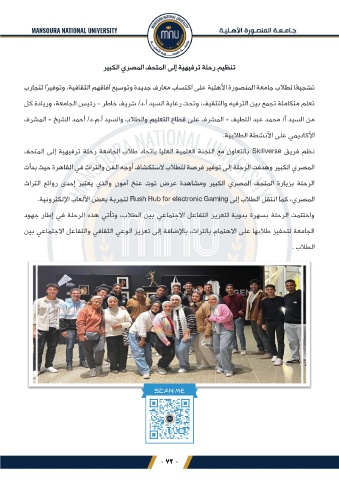 MANSOURA NATIONAL UNIVERSITY
جـامـعـة المنصـورة الأهـليـة
MANSOURA NATIONAL UNIVERSITY
MNU
تنظيم رحلة ترفيهية إلى المتحف المصري الكبير
تشجيعًا لطلاب جامعة المنصورة الأهلية على اكتساب معارف جديدة وتوسيع آفاقهم الثقافية، وتوفيرًا لتجارب
تعلم متكاملة تجمع بين الترفيه والتثقيف، وتحت رعاية السيد أ.د/ شريف خاطر - رئيس الجامعة، وريادة كل
من السيد أ/ محمد عبد اللطيف - المشرف على قطاع التعليم والطلاب والسيد أ.م.د/ أحمد الشيخ - المشرف
الأكاديمي على الأنشطة الطلابية.
نظم فريق Skillverse بالتعاون مع اللجنة العلمية العليا باتحاد طلاب الجامعة رحلة ترفيهية إلى المتحف
المصري الكبير وهدفت الرحلة إلى توفير فرصة للطلاب لاستكشاف أوجه الفن والتراث في القاهرة حيث بدأت
الرحلة بزيارة المتحف المصري الكبير ومشاهدة عرض توت عنخ آمون والذي يعتبر إحدى روائع التراث
المصري، كما انتقل الطلاب إلى Rush Hub for electronic Gaming لتجربة بعض الألعاب الإلكترونية.
واختتمت الرحلة بسهرة بدوية لتعزيز التفاعل الاجتماعي بين الطلاب، وتأتي هذه الرحلة في إطار جهود
الجامعة لتحفيز طلابها على الاهتمام بالتراث، بالإضافة إلى تعزيز الوعي الثقافي والتفاعل الاجتماعي بين
الطلاب .
SCAN ME
- ٧٢ -